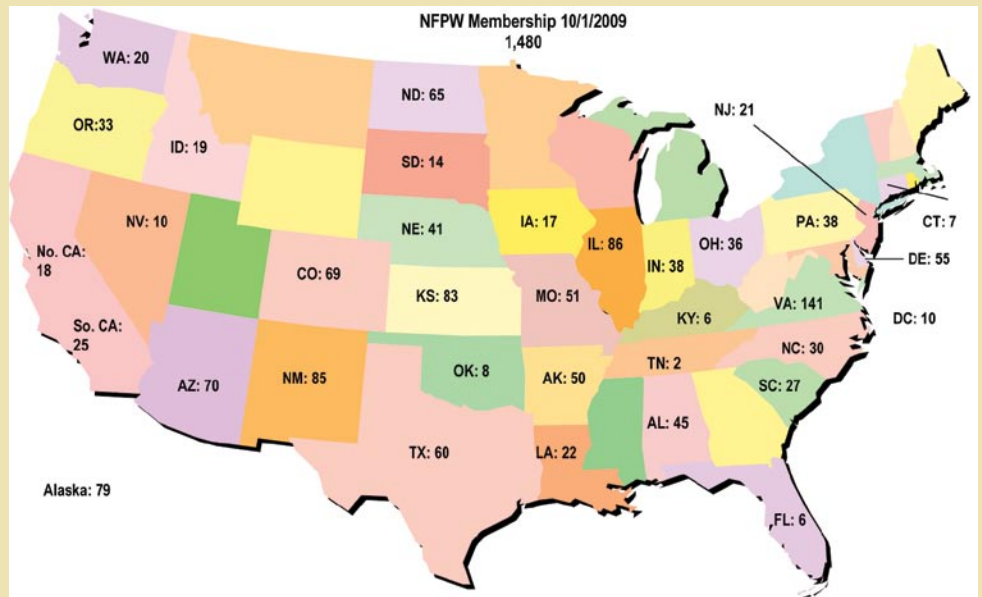 NFPW Membership 10/1/2009
1,480
WA: 20
ND: 65
NJ: 21
OR:33
ID: 19
SD: 14
NV: 10
NE: 41
IA: 17
IL: 86
IN: 38
OH: 36
PA: 38
CT: 7
No. CA:
18
CO: 69
KS: 83
MO: 51
KY: 6
VA: 141
DE: 55
DC: 10
So. CA:
25
AZ: 70
NM: 85
OK: 8
AK: 50
TN: 2
NC: 30
SC: 27
TX: 60
LA: 22
AL: 45
Alaska: 79
FL: 6